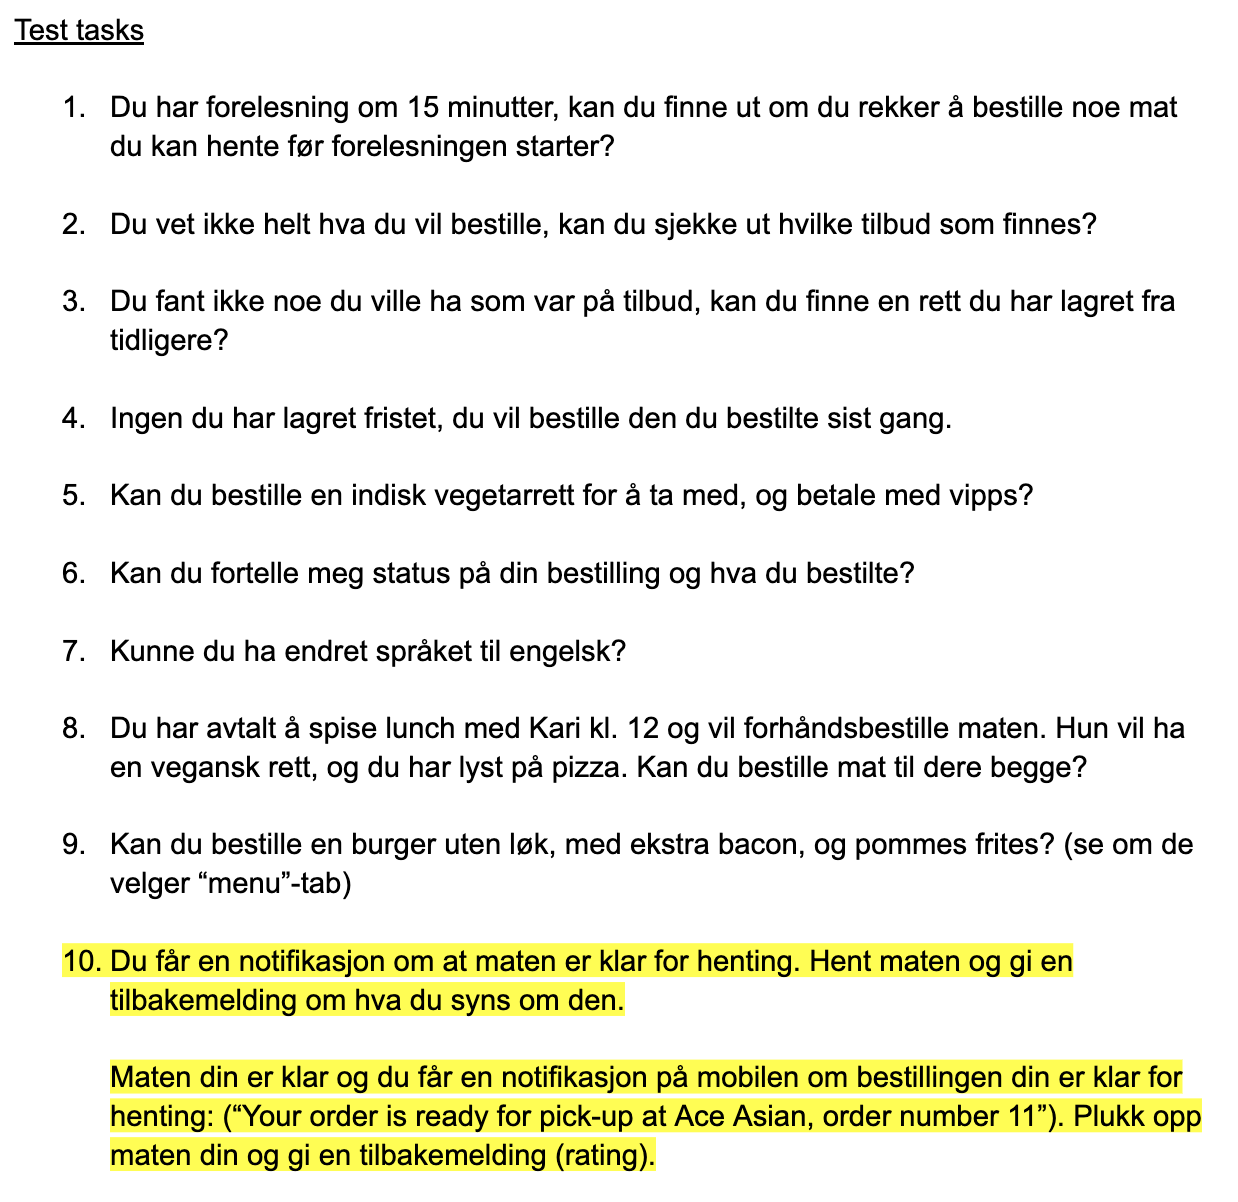 Test tasks
1. Du har forelesning om 15 minutter, kan du finne ut om du rekker å bestille noe mat
du kan hente før forelesningen starter?
2. Du vet ikke helt hva du vil bestille, kan du sjekke ut hvilke tilbud som finnes?
3. Du fant ikke noe du ville ha som var på tilbud, kan du finne en rett du har lagret fra
tidligere?
4. Ingen du har lagret fristet, du vil bestille den du bestilte sist gang.
5. Kan du bestille en indisk vegetarrett for å ta med, og betale med vipps?
6. Kan du fortelle meg status på din bestilling og hva du bestilte?
7. Kunne du ha endret språket til engelsk?
8. Du har avtalt å spise lunch med Kari kl. 12 og vil forhåndsbestille maten. Hun vil ha
en vegansk rett, og du har lyst på pizza. Kan du bestille mat til dere begge?
9. Kan du bestille en burger uten løk, med ekstra bacon, og pommes frites? (se om de
velger “menu”-tab)
10. Du får en notifikasjon om at maten er klar for henting. Hent maten og gi en
tilbakemelding om hva du syns om den.
Maten din er klar og du får en notifikasjon på mobilen om bestillingen din er klar for
henting: (“Your order is ready for pick-up at Ace Asian, order number 11”). Plukk opp
maten din og gi en tilbakemelding (rating).